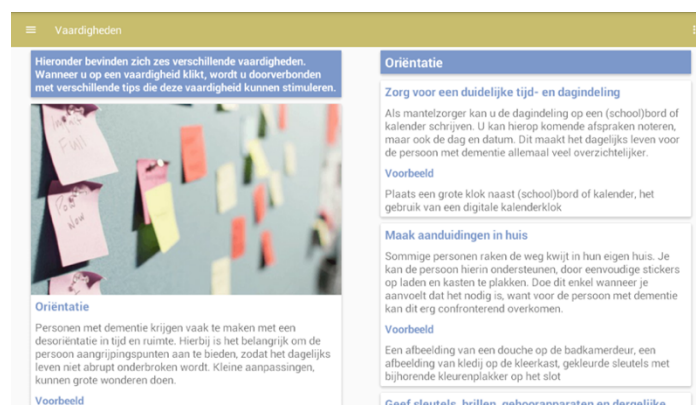 Vaardigheden
Hieronder bevinden zich zes verschillende vaardigheden.
Wanneer u op een vaardigheid klikt, wordt u doorverbonden
met verschillende tips die deze vaardigheid kunnen stimuleren.
Full
Now
Oriëntatie
Personen met dementie krijgen vaak te maken met een
desoriëntatie in tijd en ruimte. Hierbij is het belangrijk om de
persoon aangrijpingspunten aan te bieden, zodat het dagelijks
leven niet abrupt onderbroken wordt. Kleine aanpassingen,
kunnen grote wonderen doen.
Voorbeeld
Oriëntatie
Zorg voor een duidelijke tijd- en dagindeling
Als mantelzorger kan u de dagindeling op een (school)bord of
kalender schrijven. U kan hierop komende afspraken noteren,
maar ook de dag en datum. Dit maakt het dagelijks leven voor
de persoon met dementie allemaal veel overzichtelijker.
Voorbeeld
Plaats een grote klok naast (school)bord of kalender, het
gebruik van een digitale kalenderklok
Maak aanduidingen in huis
Sommige personen raken de weg kwijt in hun eigen huis. Je
kan de persoon hierin ondersteunen, door eenvoudige stickers
op laden en kasten te plakken. Doe dit enkel wanneer je
aanvoelt dat het nodig is, want voor de persoon met dementie
kan dit erg confronterend overkomen.
Voorbeeld
Een afbeelding van een douche op de badkamerdeur, een
afbeelding van kledij op de kleerkast, gekleurde sleutels met
bijhorende kleurenplakker op het slot
Geef sleutels, brillen, gehoorapparaten en dergelijke